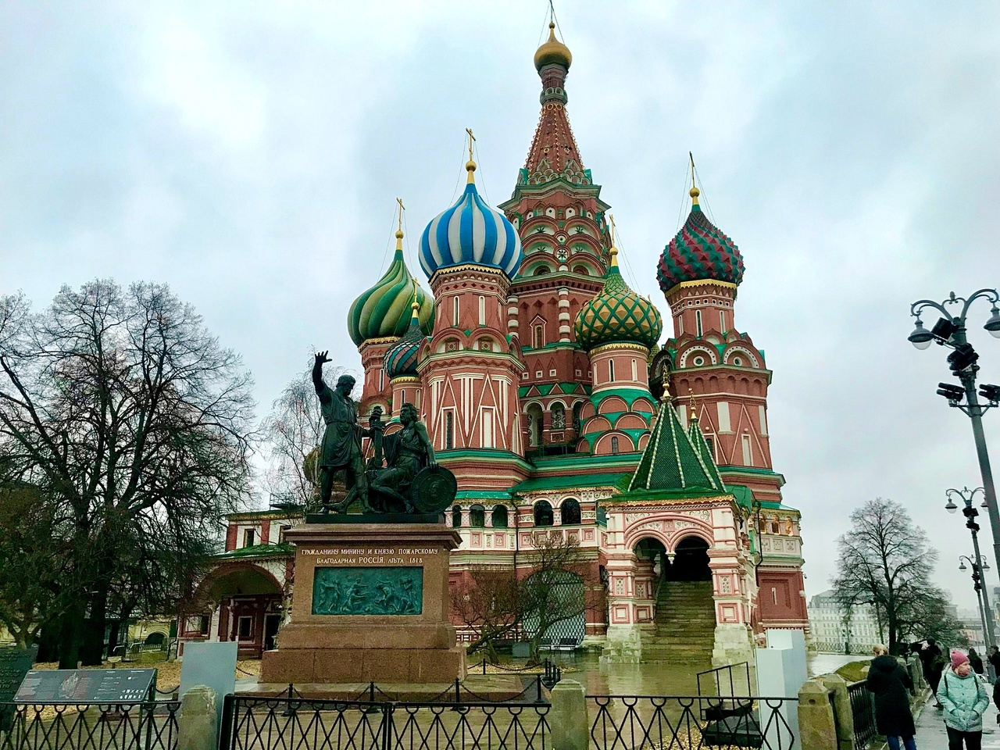 ГРАЖДАНИНУ МИНИНУ И КНЯЗЮ ПОЖАРСКОМУ
БЛАГОДАРНАЯ РОССІЯ. ЛѢТА 1818